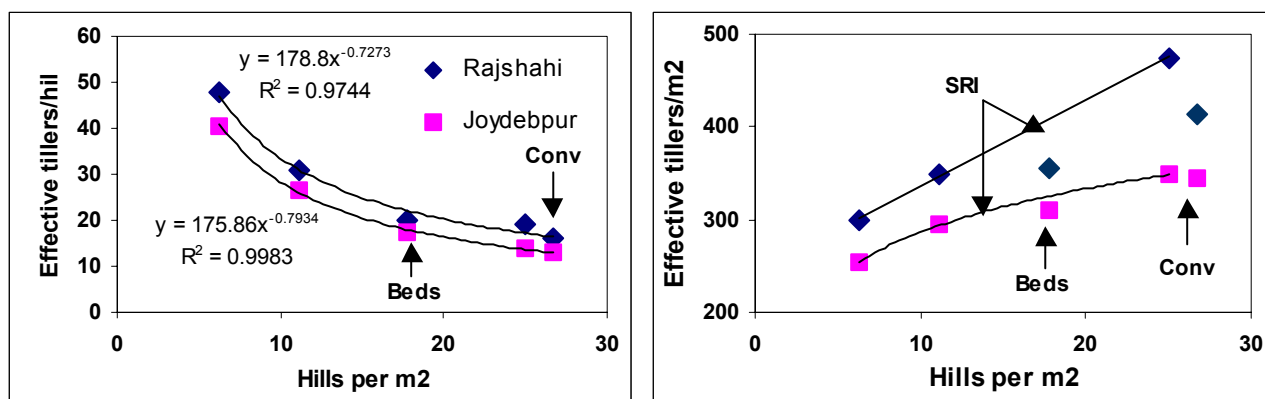 60
50
40
30
20
10
0
Effective tillers/hil
y = 178.8x^-0.7273
R² = 0.9744
Rajshahi
Joydebpur
Conv
y = 175.86x^-0.7934
R² = 0.9983
Beds
0 10 20 30
Hills per m2
500
400
300
200
Effective tillers/m2
SRI
Beds
Conv
0 10 20 30
Hills per m2